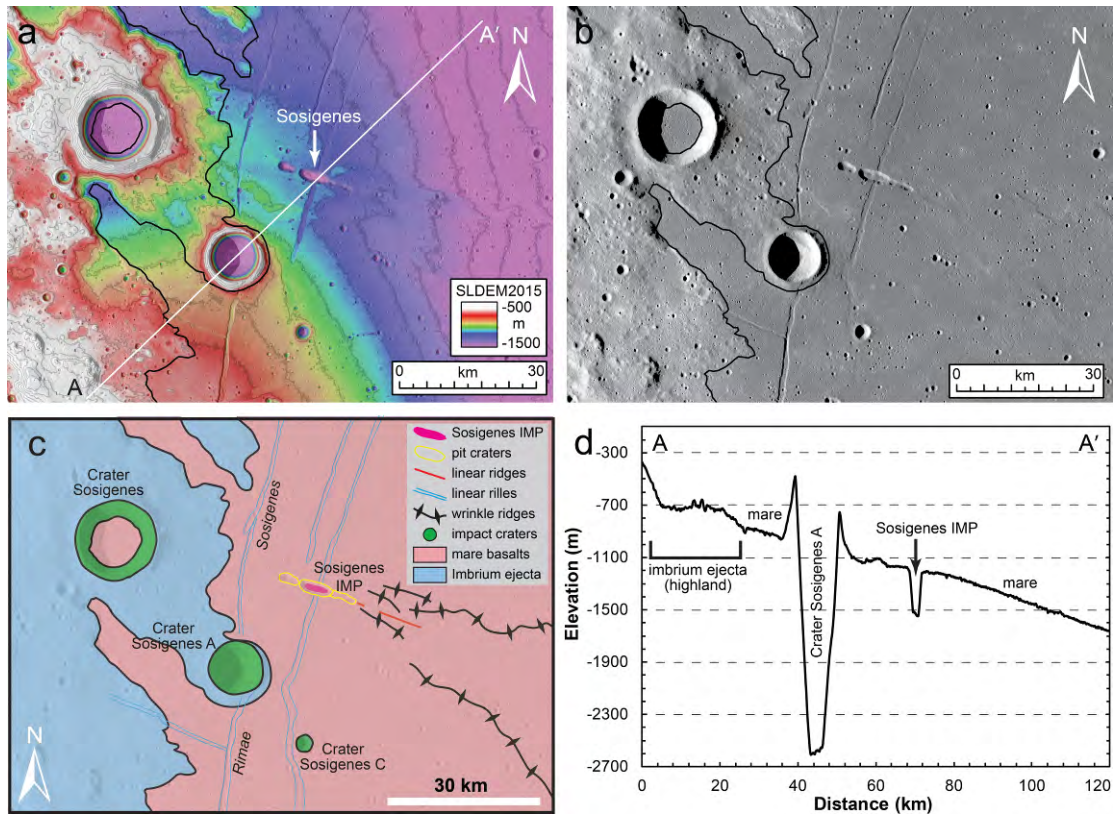 a
A'
N
Sosigenes
SLDEM2015
-500
m
-1500
0
30
km
A
b
N
0
30
km
c
Crater
Sosigenes
Sosigenes
Sosigenes IMP
pit craters
linear ridges
linear rilles
wrinkle ridges
impact craters
mare basalts
Imbrium ejecta
Sosigenes
IMP
Crater
Sosigenes A
Rimae
Crater
Sosigenes C
N
30 km
d
A
A'
-300
-700
-1100
-1500
-1900
-2300
-2700
Elevation (m)
mare
Sosigenes IMP
imbrium ejecta
(highland)
Crater Sosigenes A
mare
0
20
40
60
80
100
120
Distance (km)